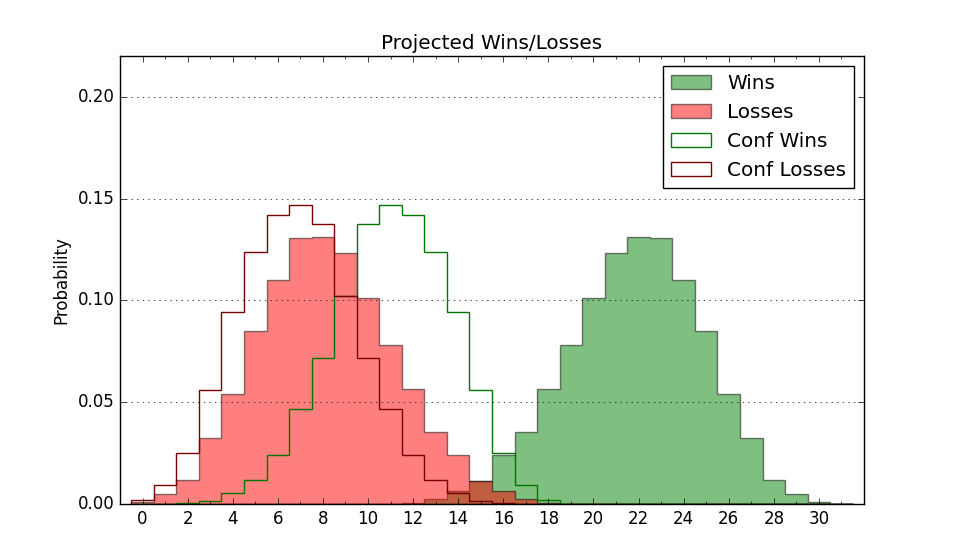 Projected Wins/Losses
Wins
Losses
Conf Wins
Conf Losses
Probability
0.20
0.15
0.10
0.05
0.00
0 2 4 6 8 10 12 14 16 18 20 22 24 26 28 30